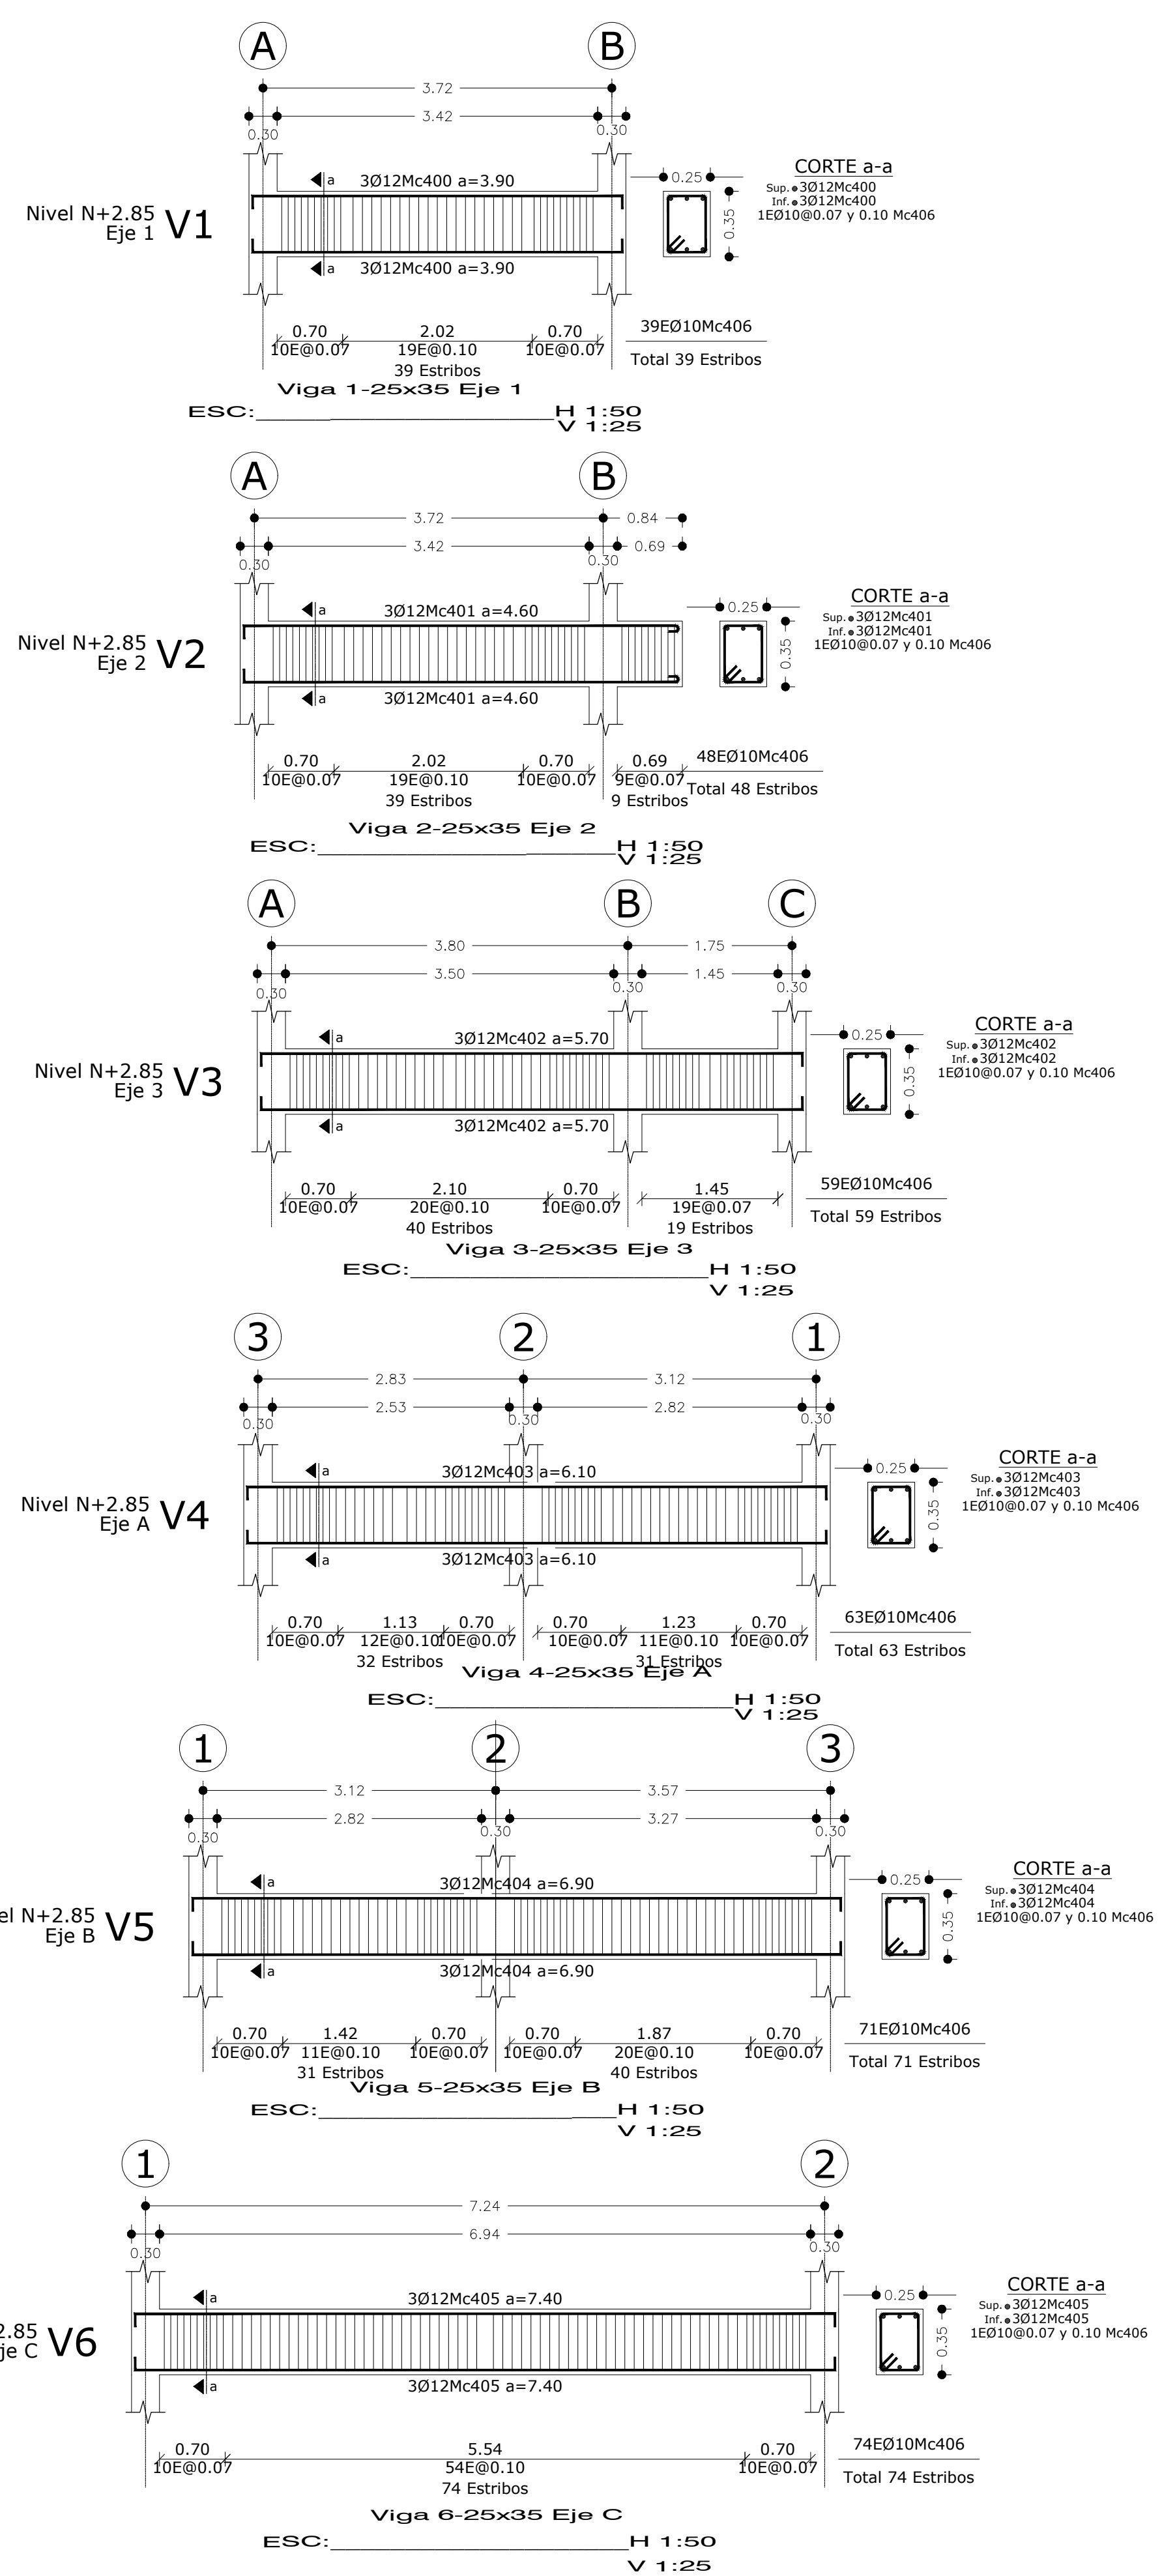 A B
3.72
3.42
0.30 0.30
CORTE a-a
Sup. 3Ø12Mc400
Inf. 3Ø12Mc400
1EØ10@0.07 y 0.10 Mc406
0.25
0.35
a 3Ø12Mc400 a=3.90
Nivel N+2.85
Eje 1
V1
a 3Ø12Mc400 a=3.90
0.70 2.02 0.70
10E@0.07 19E@0.10 10E@0.07
39 Estribos
39EØ10Mc406
Total 39 Estribos
Viga 1-25x35 Eje 1
ESC:____________________H 1:50
V 1:25
A B
3.72 0.84
3.42 0.69
0.30 0.30
CORTE a-a
Sup. 3Ø12Mc401
Inf. 3Ø12Mc401
1EØ10@0.07 y 0.10 Mc406
0.25
0.35
a 3Ø12Mc401 a=4.60
Nivel N+2.85
Eje 2
V2
a 3Ø12Mc401 a=4.60
0.70 2.02 0.70 0.69
10E@0.07 19E@0.10 10E@0.07 9E@0.07
39 Estribos 9 Estribos
48EØ10Mc406
Total 48 Estribos
Viga 2-25x35 Eje 2
ESC:____________________H 1:50
V 1:25
A B C
3.80 1.75
3.50 1.45
0.30 0.30 0.30
CORTE a-a
Sup. 3Ø12Mc402
Inf. 3Ø12Mc402
1EØ10@0.07 y 0.10 Mc406
0.25
0.35
a 3Ø12Mc402 a=5.70
Nivel N+2.85
Eje 3
V3
a 3Ø12Mc402 a=5.70
0.70 2.10 0.70 1.45
10E@0.07 20E@0.10 10E@0.07 19E@0.07
40 Estribos 19 Estribos
59EØ10Mc406
Total 59 Estribos
Viga 3-25x35 Eje 3
ESC:____________________H 1:50
V 1:25
3 2 1
2.83 3.12
2.53 2.82
0.30 0.30 0.30
CORTE a-a
Sup. 3Ø12Mc403
Inf. 3Ø12Mc403
1EØ10@0.07 y 0.10 Mc406
0.25
0.35
a 3Ø12Mc403 a=6.10
Nivel N+2.85
Eje A
V4
a 3Ø12Mc403 a=6.10
0.70 1.13 0.70 0.70 1.23 0.70
10E@0.07 12E@0.10 10E@0.07 10E@0.07 11E@0.10 10E@0.07
32 Estribos 31 Estribos
63EØ10Mc406
Total 63 Estribos
Viga 4-25x35 Eje A
ESC:____________________H 1:50
V 1:25
1 2 3
3.12 3.57
2.82 3.27
0.30 0.30 0.30
CORTE a-a
Sup. 3Ø12Mc404
Inf. 3Ø12Mc404
1EØ10@0.07 y 0.10 Mc406
0.25
0.35
a 3Ø12Mc404 a=6.90
el N+2.85
Eje B
V5
a 3Ø12Mc404 a=6.90
0.70 1.42 0.70 0.70 1.87 0.70
10E@0.07 11E@0.10 10E@0.07 10E@0.07 20E@0.10 10E@0.07
31 Estribos 40 Estribos
71EØ10Mc406
Total 71 Estribos
Viga 5-25x35 Eje B
ESC:____________________H 1:50
V 1:25
1 2
7.24
6.94
0.30 0.30
CORTE a-a
Sup. 3Ø12Mc405
Inf. 3Ø12Mc405
1EØ10@0.07 y 0.10 Mc406
0.25
0.35
a 3Ø12Mc405 a=7.40
2.85
je C
V6
a 3Ø12Mc405 a=7.40
0.70 5.54 0.70
10E@0.07 54E@0.10 10E@0.07
74 Estribos
74EØ10Mc406
Total 74 Estribos
Viga 6-25x35 Eje C
ESC:____________________H 1:50
V 1:25